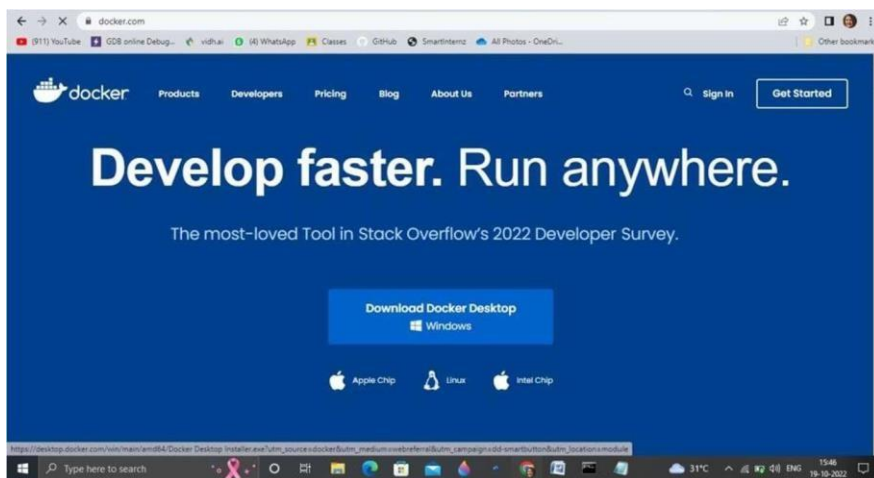 docker.com
(911) YouTube GDB online Debug... vidh.ai (4) WhatsApp Classes GitHub SmartInternz All Photos - OneDri... Other bookmark
docker Products Developers Pricing Blog About Us Partners Sign In Get Started
Develop faster. Run anywhere.
The most-loved Tool in Stack Overflow's 2022 Developer Survey.
Download Docker Desktop
Windows
Apple Chip Linux Intel Chip
https://desktop.docker.com/win/main/amd64/Docker Desktop Installer.exe?utm_source=docker&utm_medium=webreferral&utm_campaign=dd-smartbutton&utm_location=module
Type here to search 31°C ENG 15:46
19-10-2022